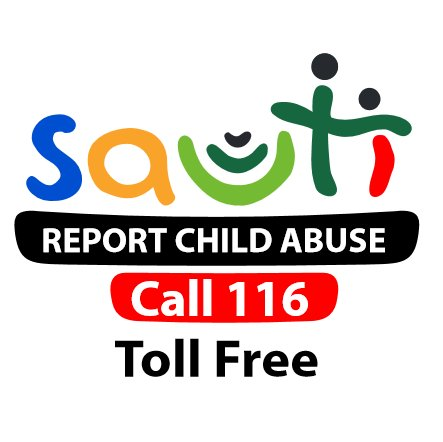 sauti
REPORT CHILD ABUSE
Call 116
Toll Free